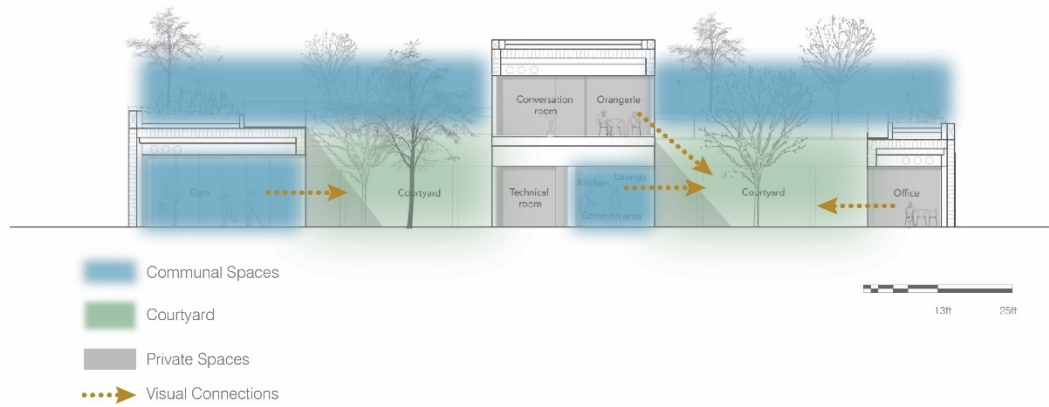 Conversation
room
Orangerie
Gym
Courtyard
Technical
room
Kitchen
Lounge
Common area
Courtyard
Office
Communal Spaces
Courtyard
Private Spaces
Visual Connections
13ft
25ft